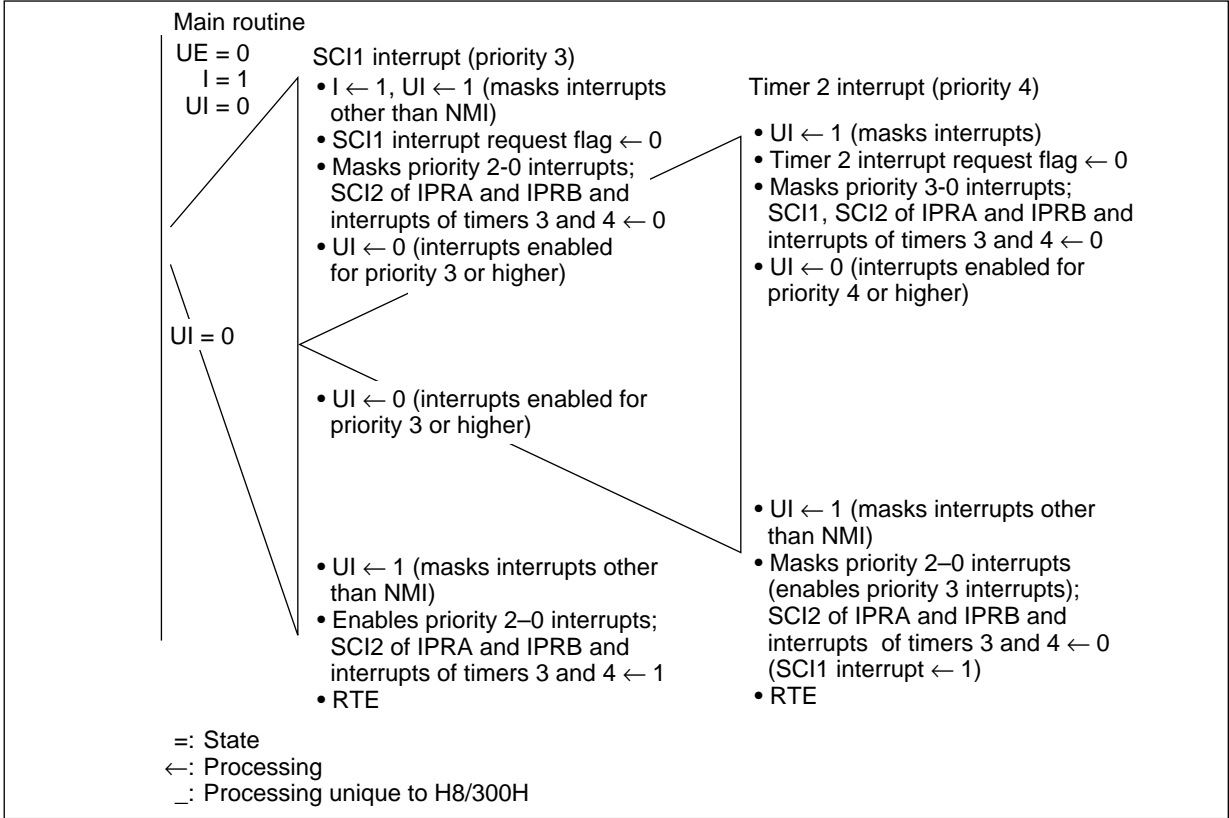 Main routine
UE = 0
I = 1
UI = 0
UI = 0
SCI1 interrupt (priority 3)
• I ← 1, UI ← 1 (masks interrupts
other than NMI)
• SCI1 interrupt request flag ← 0
• Masks priority 2-0 interrupts;
SCI2 of IPRA and IPRB and
interrupts of timers 3 and 4 ← 0
• UI ← 0 (interrupts enabled
for priority 3 or higher)
• UI ← 0 (interrupts enabled for
priority 3 or higher)
• UI ← 1 (masks interrupts other
than NMI)
• Enables priority 2–0 interrupts;
SCI2 of IPRA and IPRB and
interrupts of timers 3 and 4 ← 1
• RTE
Timer 2 interrupt (priority 4)
• UI ← 1 (masks interrupts)
• Timer 2 interrupt request flag ← 0
• Masks priority 3-0 interrupts;
SCI1, SCI2 of IPRA and IPRB and
interrupts of timers 3 and 4 ← 0
• UI ← 0 (interrupts enabled for
priority 4 or higher)
• UI ← 1 (masks interrupts other
than NMI)
• Masks priority 2–0 interrupts
(enables priority 3 interrupts);
SCI2 of IPRA and IPRB and
interrupts of timers 3 and 4 ← 0
(SCI1 interrupt ← 1)
• RTE
=: State
←: Processing
_: Processing unique to H8/300H